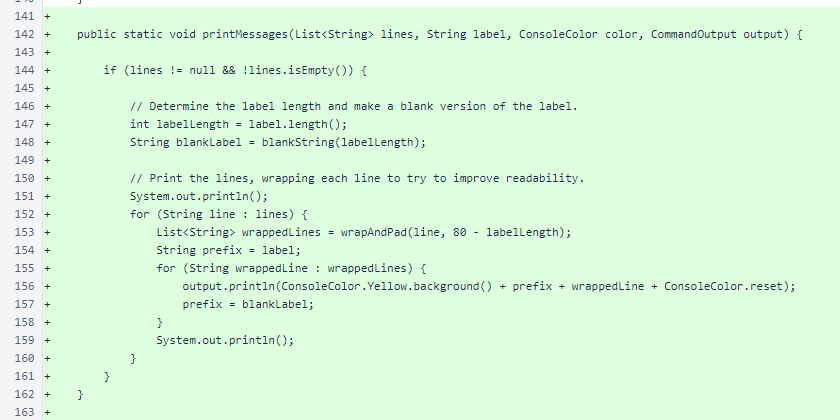 141 +
142 +    public static void printMessages(List<String> lines, String label, ConsoleColor color, CommandOutput output) {
143 +
144 +        if (lines != null && !lines.isEmpty()) {
145 +
146 +            // Determine the label length and make a blank version of the label.
147 +            int labelLength = label.length();
148 +            String blankLabel = blankString(labelLength);
149 +
150 +            // Print the lines, wrapping each line to try to improve readability.
151 +            System.out.println();
152 +            for (String line : lines) {
153 +                List<String> wrappedLines = wrapAndPad(line, 80 - labelLength);
154 +                String prefix = label;
155 +                for (String wrappedLine : wrappedLines) {
156 +                    output.println(ConsoleColor.Yellow.background() + prefix + wrappedLine + ConsoleColor.reset);
157 +                    prefix = blankLabel;
158 +                }
159 +                System.out.println();
160 +            }
161 +        }
162 +    }
163 +